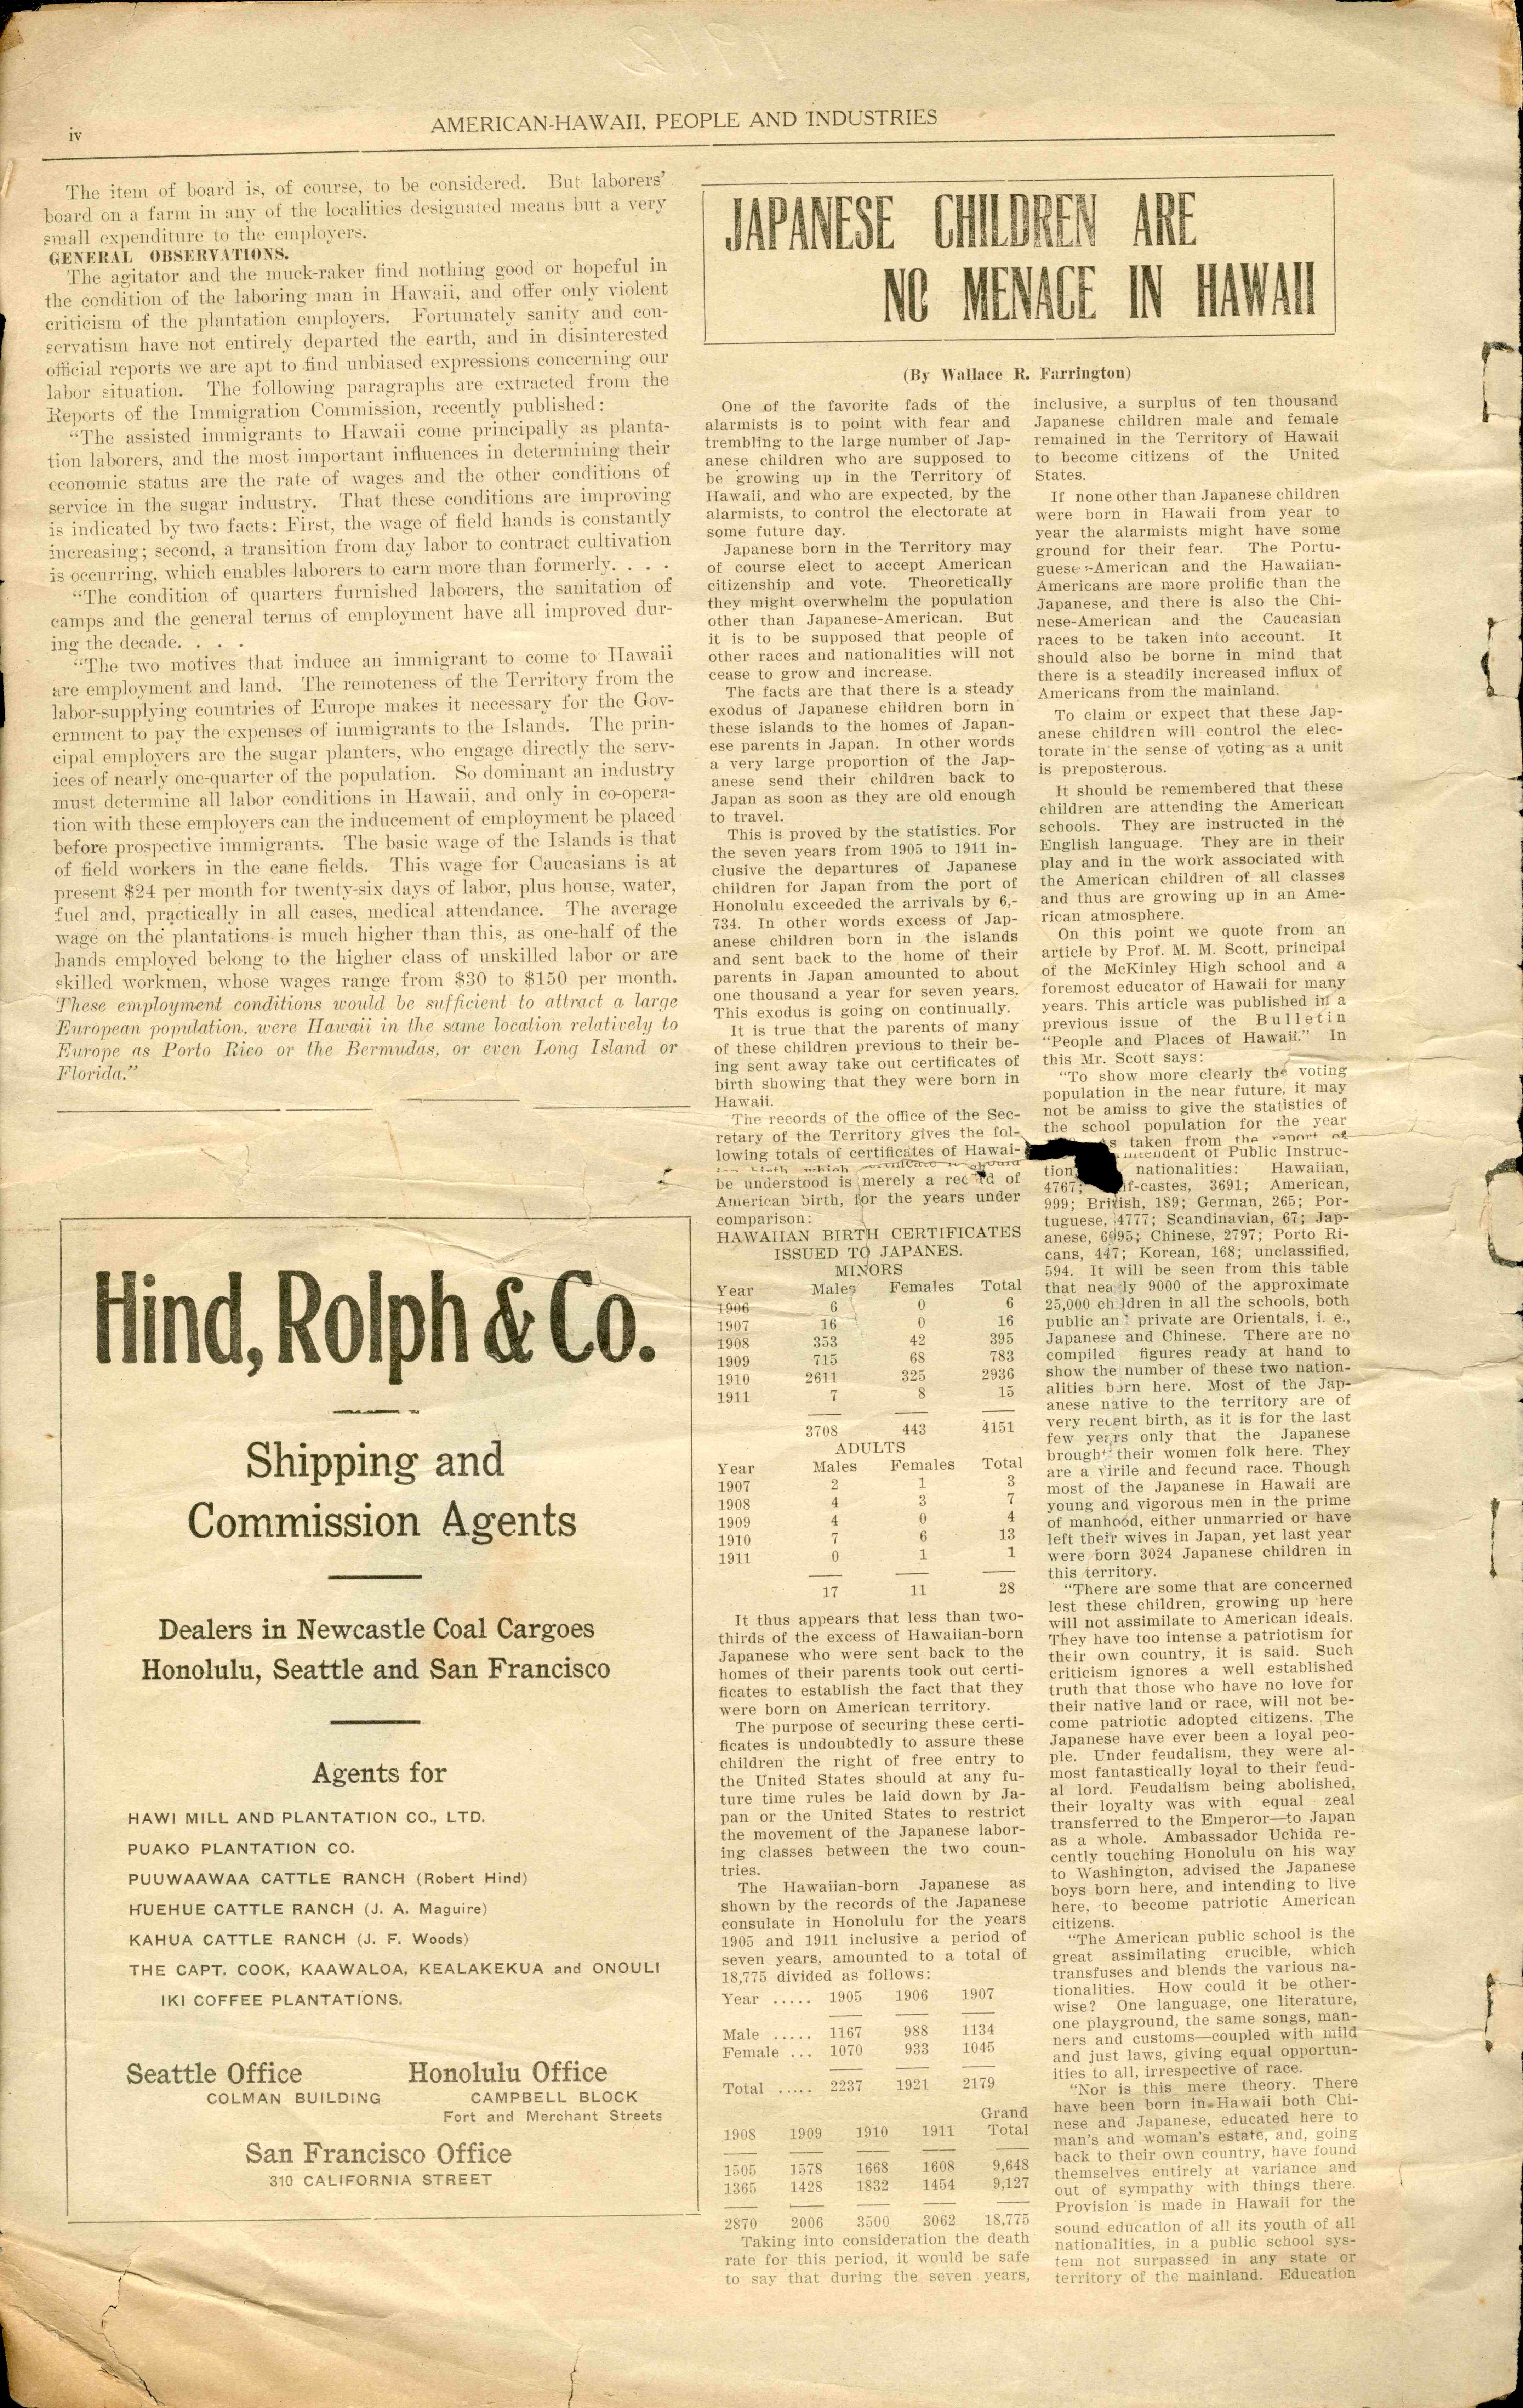 iv
AMERICAN-HAWAII, PEOPLE AND INDUSTRIES
The item of board is, of course, to be considered. But laborers'
board on a farm in any of the localities designated means but a very
small expenditure to the employers.
GENERAL OBSERVATIONS.
The agitator and the muck-raker find nothing good or hopeful in
the condition of the laboring man in Hawaii, and offer only violent
criticism of the plantation employers. Fortunately sanity and con-
servatism have not entirely departed the earth, and in disinterested
official reports we are apt to find unbiased expressions concerning our
labor situation. The following paragraphs are extracted from the
Reports of the Immigration Commission, recently published:
"The assisted immigrants to Hawaii come principally as planta-
tion laborers, and the most important influences in determining their
economic status are the rate of wages and the other conditions of
service in the sugar industry. That these conditions are improving
is indicated by two facts: First, the wage of field hands is constantly
increasing; second, a transition from day labor to contract cultivation
is occurring, which enables laborers to earn more than formerly. . . .
"The condition of quarters furnished laborers, the sanitation of
camps and the general terms of employment have all improved dur-
ing the decade. . . .
"The two motives that induce an immigrant to come to Hawaii
are employment and land. The remoteness of the Territory from the
labor-supplying countries of Europe makes it necessary for the Gov-
ernment to pay the expenses of immigrants to the Islands. The prin-
cipal employers are the sugar planters, who engage directly the serv-
ices of nearly one-quarter of the population. So dominant an industry
must determine all labor conditions in Hawaii, and only in co-opera-
tion with these employers can the inducement of employment be placed
before prospective immigrants. The basic wage of the Islands is that
of field workers in the cane fields. This wage for Caucasians is at
present $24 per month for twenty-six days of labor, plus house, water,
fuel and, practically in all cases, medical attendance. The average
wage on the plantations is much higher than this, as one-half of the
hands employed belong to the higher class of unskilled labor or are
skilled workmen, whose wages range from $30 to $150 per month.
These employment conditions would be sufficient to attract a large
European population, were Hawaii in the same location relatively to
Europe as Porto Rico or the Bermudas, or even Long Island or
Florida."
Hind, Rolph & Co.
Shipping and
Commission Agents
Dealers in Newcastle Coal Cargoes
Honolulu, Seattle and San Francisco
Agents for
HAWI MILL AND PLANTATION CO., LTD.
PUAKO PLANTATION CO.
PUUWAAWAA CATTLE RANCH (Robert Hind)
HUEHUE CATTLE RANCH (J. A. Maguire)
KAHUA CATTLE RANCH (J. F. Woods)
THE CAPT. COOK, KAAWALOA, KEALAKEKUA and ONOULI
IKI COFFEE PLANTATIONS.
Seattle Office Honolulu Office
COLMAN BUILDING CAMPBELL BLOCK
Fort and Merchant Streets
San Francisco Office
310 CALIFORNIA STREET
JAPANESE CHILDREN ARE
NO MENACE IN HAWAII
(By Wallace R. Farrington)
One of the favorite fads of the
alarmists is to point with fear and
trembling to the large number of Jap-
anese children who are supposed to
be growing up in the Territory of
Hawaii, and who are expected, by the
alarmists, to control the electorate at
some future day.
Japanese born in the Territory may
of course elect to accept American
citizenship and vote. Theoretically
they might overwhelm the population
other than Japanese-American. But
it is to be supposed that people of
other races and nationalities will not
cease to grow and increase.
The facts are that there is a steady
exodus of Japanese children born in
these islands to the homes of Japan-
ese parents in Japan. In other words
a very large proportion of the Jap-
anese send their children back to
Japan as soon as they are old enough
to travel.
This is proved by the statistics. For
the seven years from 1905 to 1911 in-
clusive the departures of Japanese
children for Japan from the port of
Honolulu exceeded the arrivals by 6,-
734. In other words excess of Jap-
anese children born in the islands
and sent back to the home of their
parents in Japan amounted to about
one thousand a year for seven years.
This exodus is going on continually.
It is true that the parents of many
of these children previous to their be-
ing sent away take out certificates of
birth showing that they were born in
Hawaii.
The records of the office of the Sec-
retary of the Territory gives the fol-
lowing totals of certificates of Hawai-
ian birth which certificate it should
be understood is merely a record of
American birth, for the years under
comparison:
HAWAIIAN BIRTH CERTIFICATES
ISSUED TO JAPANES.
MINORS
Year Males Females Total
1906 6 0 6
1907 16 0 16
1908 353 42 395
1909 715 68 783
1910 2611 325 2936
1911 7 8 15
3708 443 4151
ADULTS
Year Males Females Total
1907 2 1 3
1908 4 3 7
1909 4 0 4
1910 7 6 13
1911 0 1 1
17 11 28
It thus appears that less than two-
thirds of the excess of Hawaiian-born
Japanese who were sent back to the
homes of their parents took out certi-
ficates to establish the fact that they
were born on American territory.
The purpose of securing these certi-
ficates is undoubtedly to assure these
children the right of free entry to
the United States should at any fu-
ture time rules be laid down by Ja-
pan or the United States to restrict
the movement of the Japanese labor-
ing classes between the two coun-
tries.
The Hawaiian-born Japanese as
shown by the records of the Japanese
consulate in Honolulu for the years
1905 and 1911 inclusive a period of
seven years, amounted to a total of
18,775 divided as follows:
Year ..... 1905 1906 1907
Male ..... 1167 988 1134
Female ... 1070 933 1045
Total ..... 2237 1921 2179
Grand
1908 1909 1910 1911 Total
1505 1578 1668 1608 9,648
1365 1428 1832 1454 9,127
2870 2006 3500 3062 18,775
Taking into consideration the death
rate for this period, it would be safe
to say that during the seven years,
inclusive, a surplus of ten thousand
Japanese children male and female
remained in the Territory of Hawaii
to become citizens of the United
States.
If none other than Japanese children
were born in Hawaii from year to
year the alarmists might have some
ground for their fear. The Portu-
guese-American and the Hawaiian-
Americans are more prolific than the
Japanese, and there is also the Chi-
nese-American and the Caucasian
races to be taken into account. It
should also be borne in mind that
there is a steadily increased influx of
Americans from the mainland.
To claim or expect that these Jap-
anese children will control the elec-
torate in the sense of voting as a unit
is preposterous.
It should be remembered that these
children are attending the American
schools. They are instructed in the
English language. They are in their
play and in the work associated with
the American children of all classes
and thus are growing up in an Ame-
rican atmosphere.
On this point we quote from an
article by Prof. M. M. Scott, principal
of the McKinley High school and a
foremost educator of Hawaii for many
years. This article was published in a
previous issue of the Bulletin
"People and Places of Hawaii." In
this Mr. Scott says:
"To show more clearly the voting
population in the near future, it may
not be amiss to give the statistics of
the school population for the year
as taken from the report of
Public Instruc-
tion, nationalities: Hawaiian,
4767; half-castes, 3691; American,
999; British, 189; German, 265; Por-
tuguese, 4777; Scandinavian, 67; Jap-
anese, 6095; Chinese, 2797; Porto Ri-
cans, 447; Korean, 168; unclassified,
594. It will be seen from this table
that nearly 9000 of the approximate
25,000 children in all the schools, both
public and private are Orientals, i. e.,
Japanese and Chinese. There are no
compiled figures ready at hand to
show the number of these two nation-
alities born here. Most of the Jap-
anese native to the territory are of
very recent birth, as it is for the last
few years only that the Japanese
brought their women folk here. They
are a virile and fecund race. Though
most of the Japanese in Hawaii are
young and vigorous men in the prime
of manhood, either unmarried or have
left their wives in Japan, yet last year
were born 3024 Japanese children in
this territory.
"There are some that are concerned
lest these children, growing up here
will not assimilate to American ideals.
They have too intense a patriotism for
their own country, it is said. Such
criticism ignores a well established
truth that those who have no love for
their native land or race, will not be-
come patriotic adopted citizens. The
Japanese have ever been a loyal peo-
ple. Under feudalism, they were al-
most fantastically loyal to their feud-
al lord. Feudalism being abolished,
their loyalty was with equal zeal
transferred to the Emperor—to Japan
as a whole. Ambassador Uchida re-
cently touching Honolulu on his way
to Washington, advised the Japanese
boys born here, and intending to live
here, to become patriotic American
citizens.
"The American public school is the
great assimilating crucible, which
transfuses and blends the various na-
tionalities. How could it be other-
wise? One language, one literature,
one playground, the same songs, man-
ners and customs—coupled with mild
and just laws, giving equal opportun-
ities to all, irrespective of race.
"Nor is this mere theory. There
have been born in Hawaii both Chi-
nese and Japanese, educated here to
man's and woman's estate, and, going
back to their own country, have found
themselves entirely at variance and
out of sympathy with things there.
Provision is made in Hawaii for the
sound education of all its youth of all
nationalities, in a public school sys-
tem not surpassed in any state or
territory of the mainland. Education